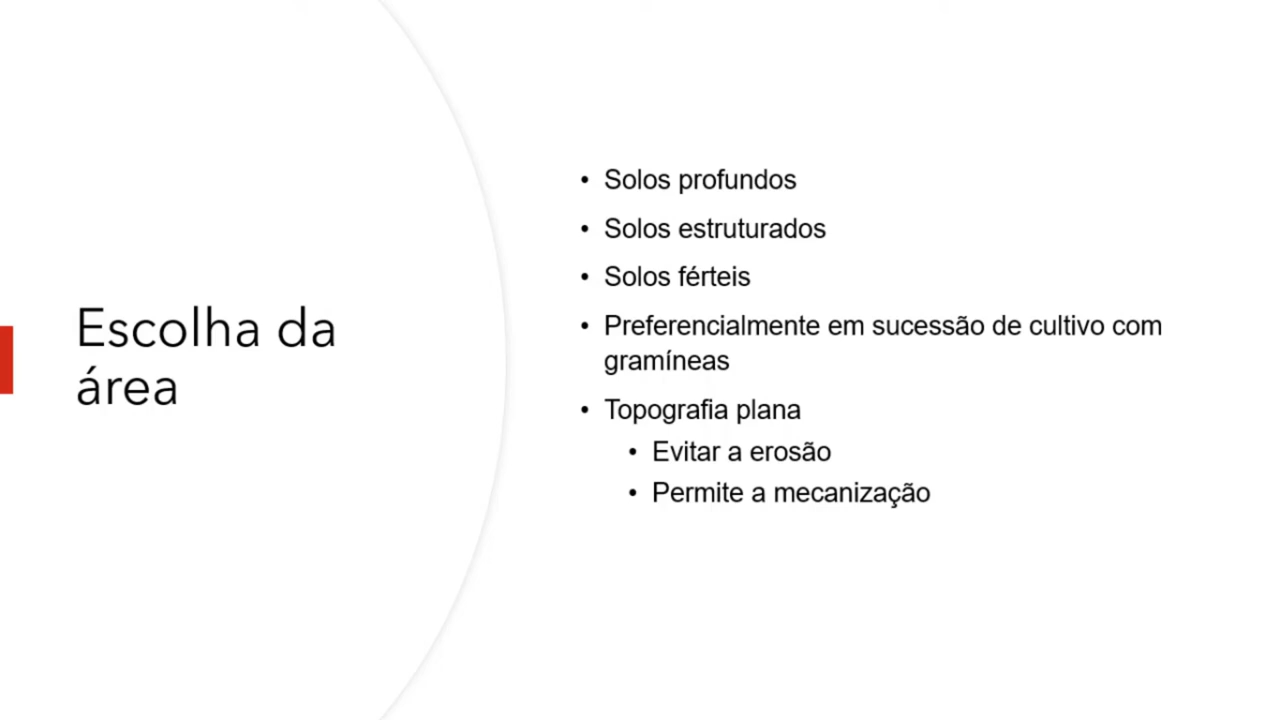 Escolha da
área
• Solos profundos
• Solos estruturados
• Solos férteis
• Preferencialmente em sucessão de cultivo com
gramíneas
• Topografia plana
• Evitar a erosão
• Permite a mecanização